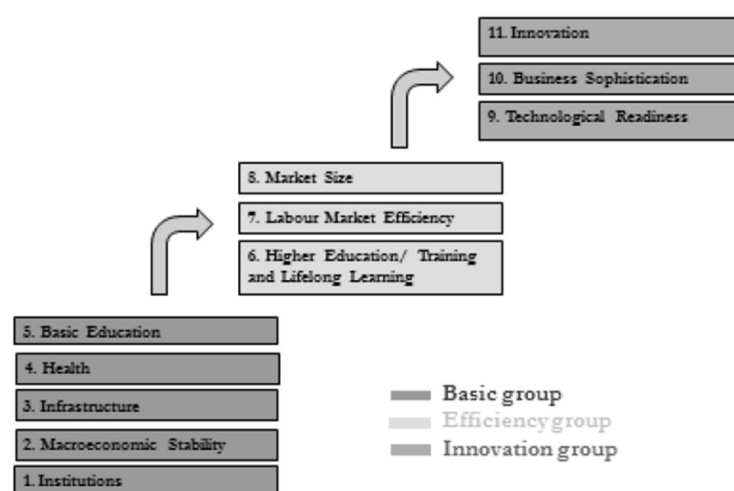 11. Innovation
10. Business Sophistication
9. Technological Readiness
8. Market Size
7. Labour Market Efficiency
6. Higher Education/ Training
and Lifelong Learning
5. Basic Education
4. Health
3. Infrastructure
2. Macroeconomic Stability
1. Institutions
Basic group
Efficiency group
Innovation group